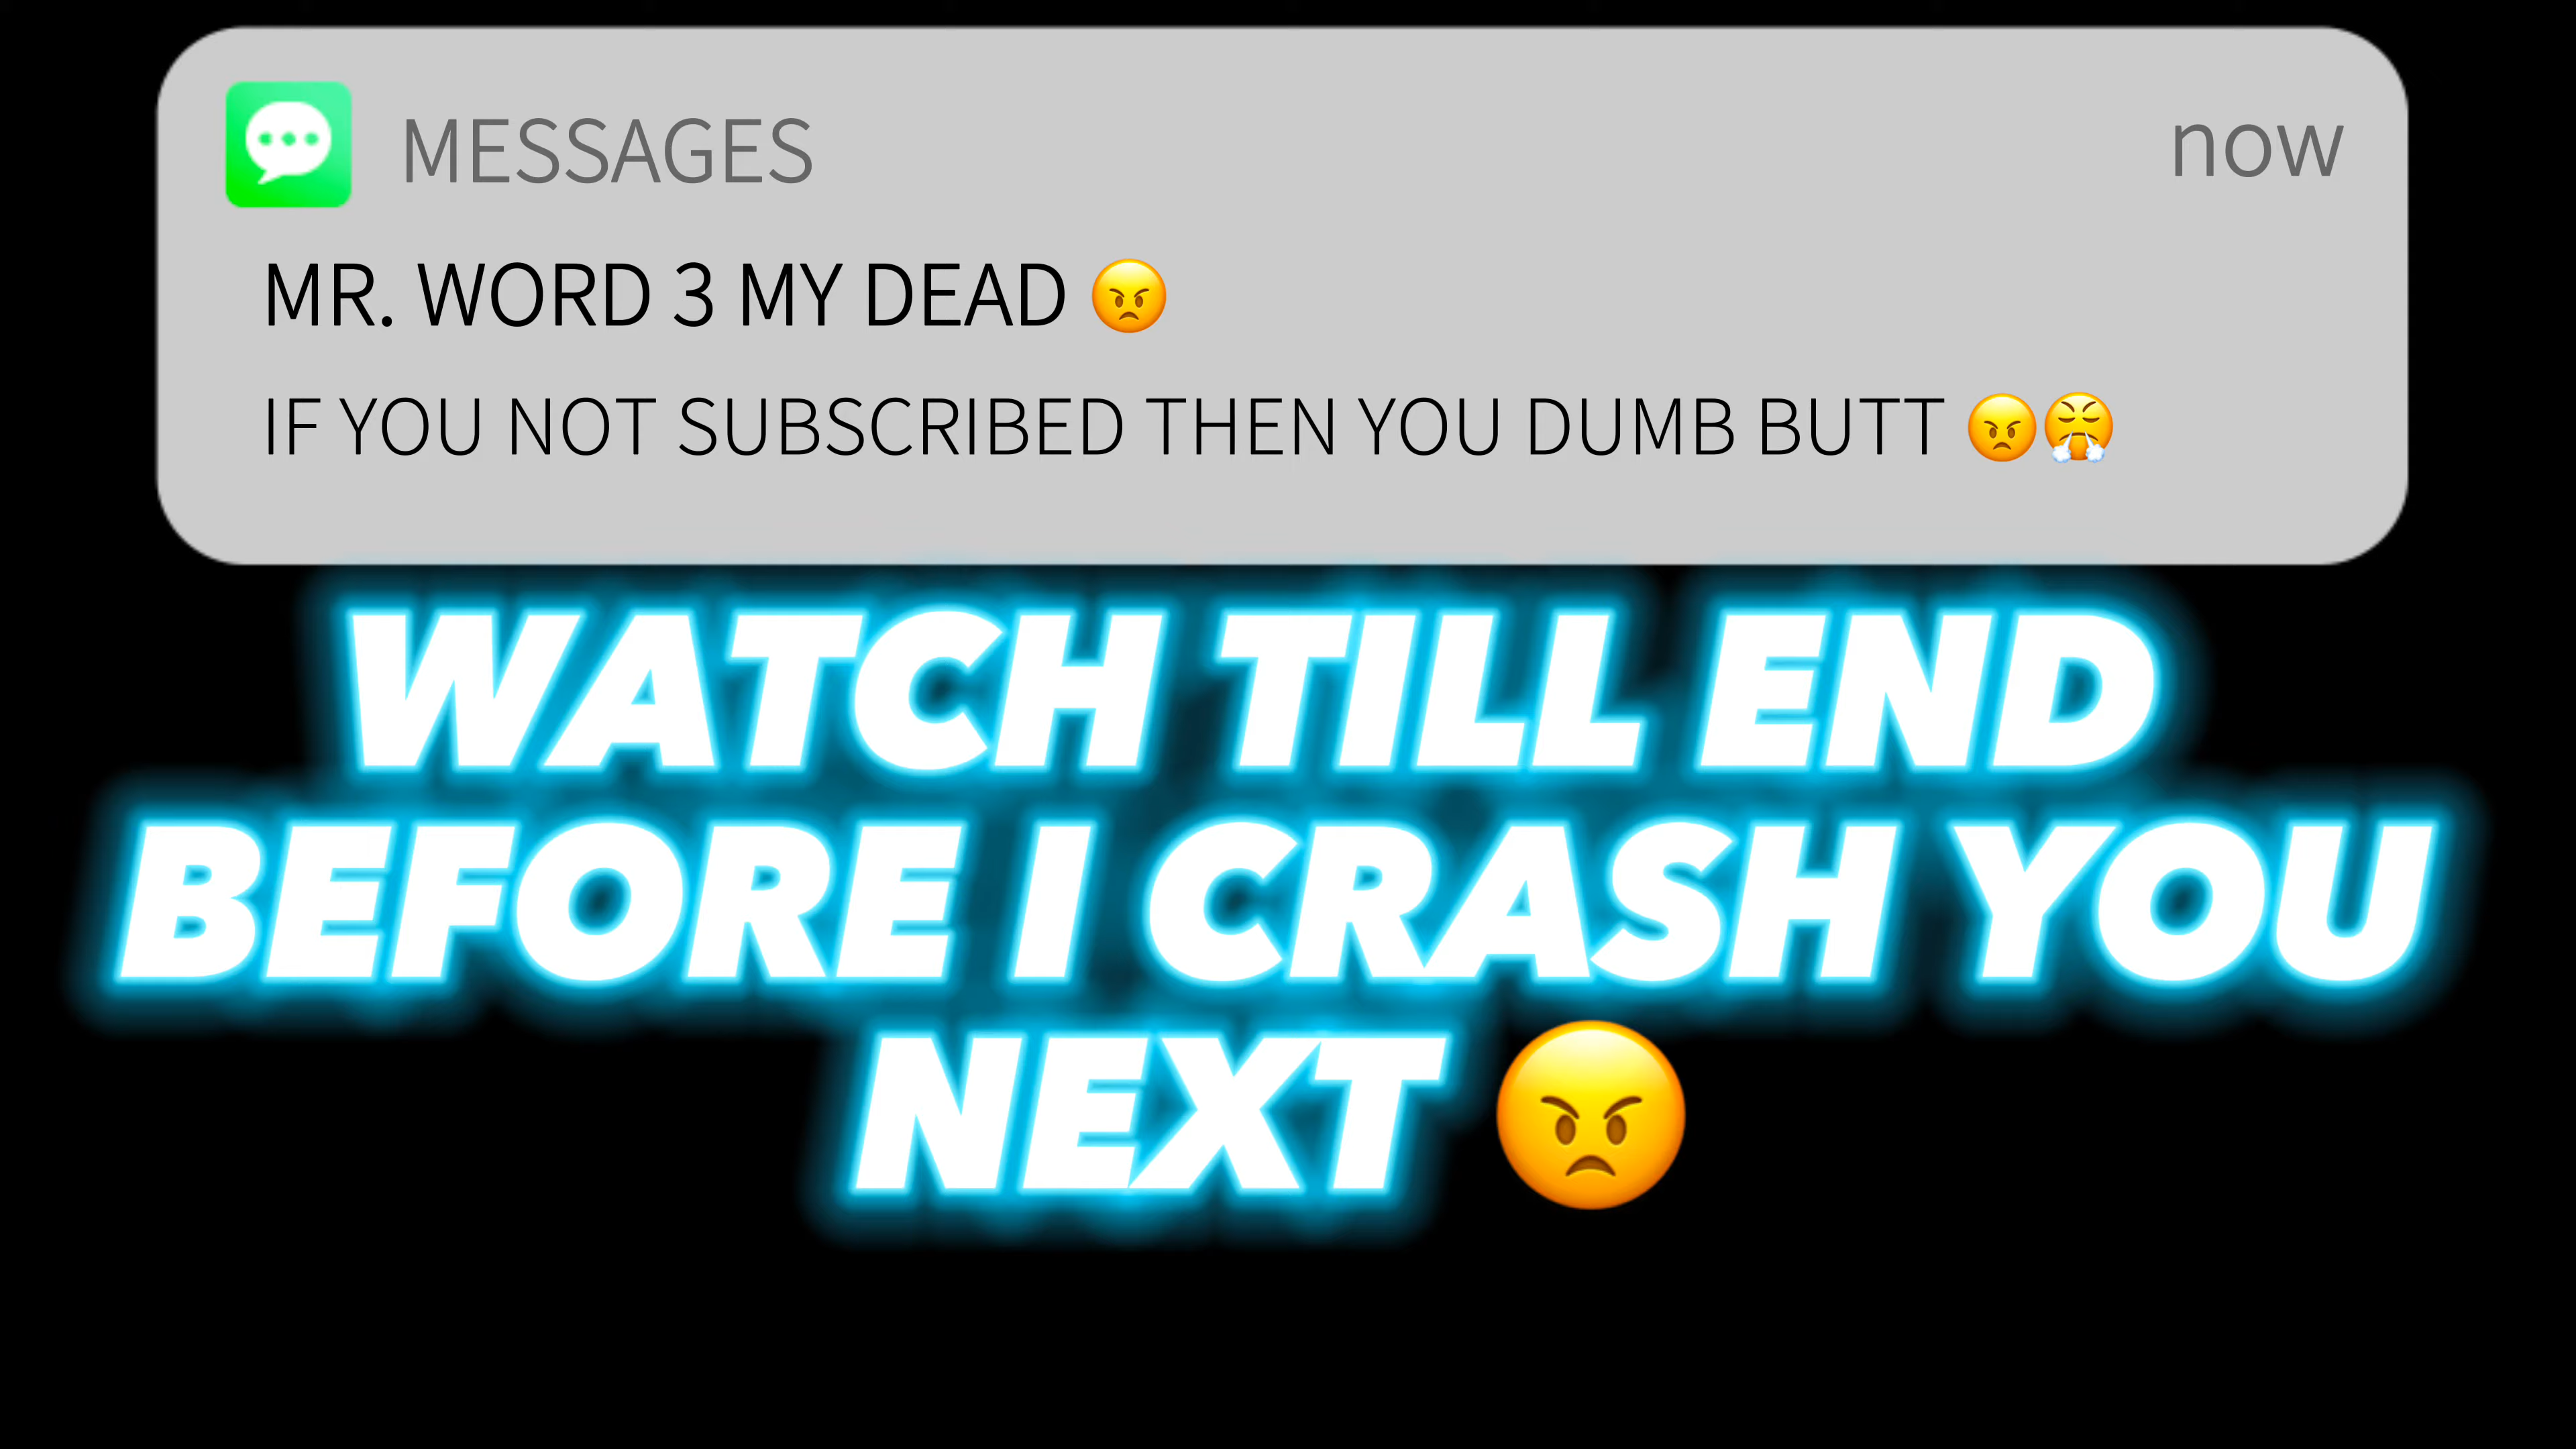 MESSAGES now
MR. WORD 3 MY DEAD 😠
IF YOU NOT SUBSCRIBED THEN YOU DUMB BUTT 😠😤
WATCH TILL END
BEFORE I CRASH YOU
NEXT 😠